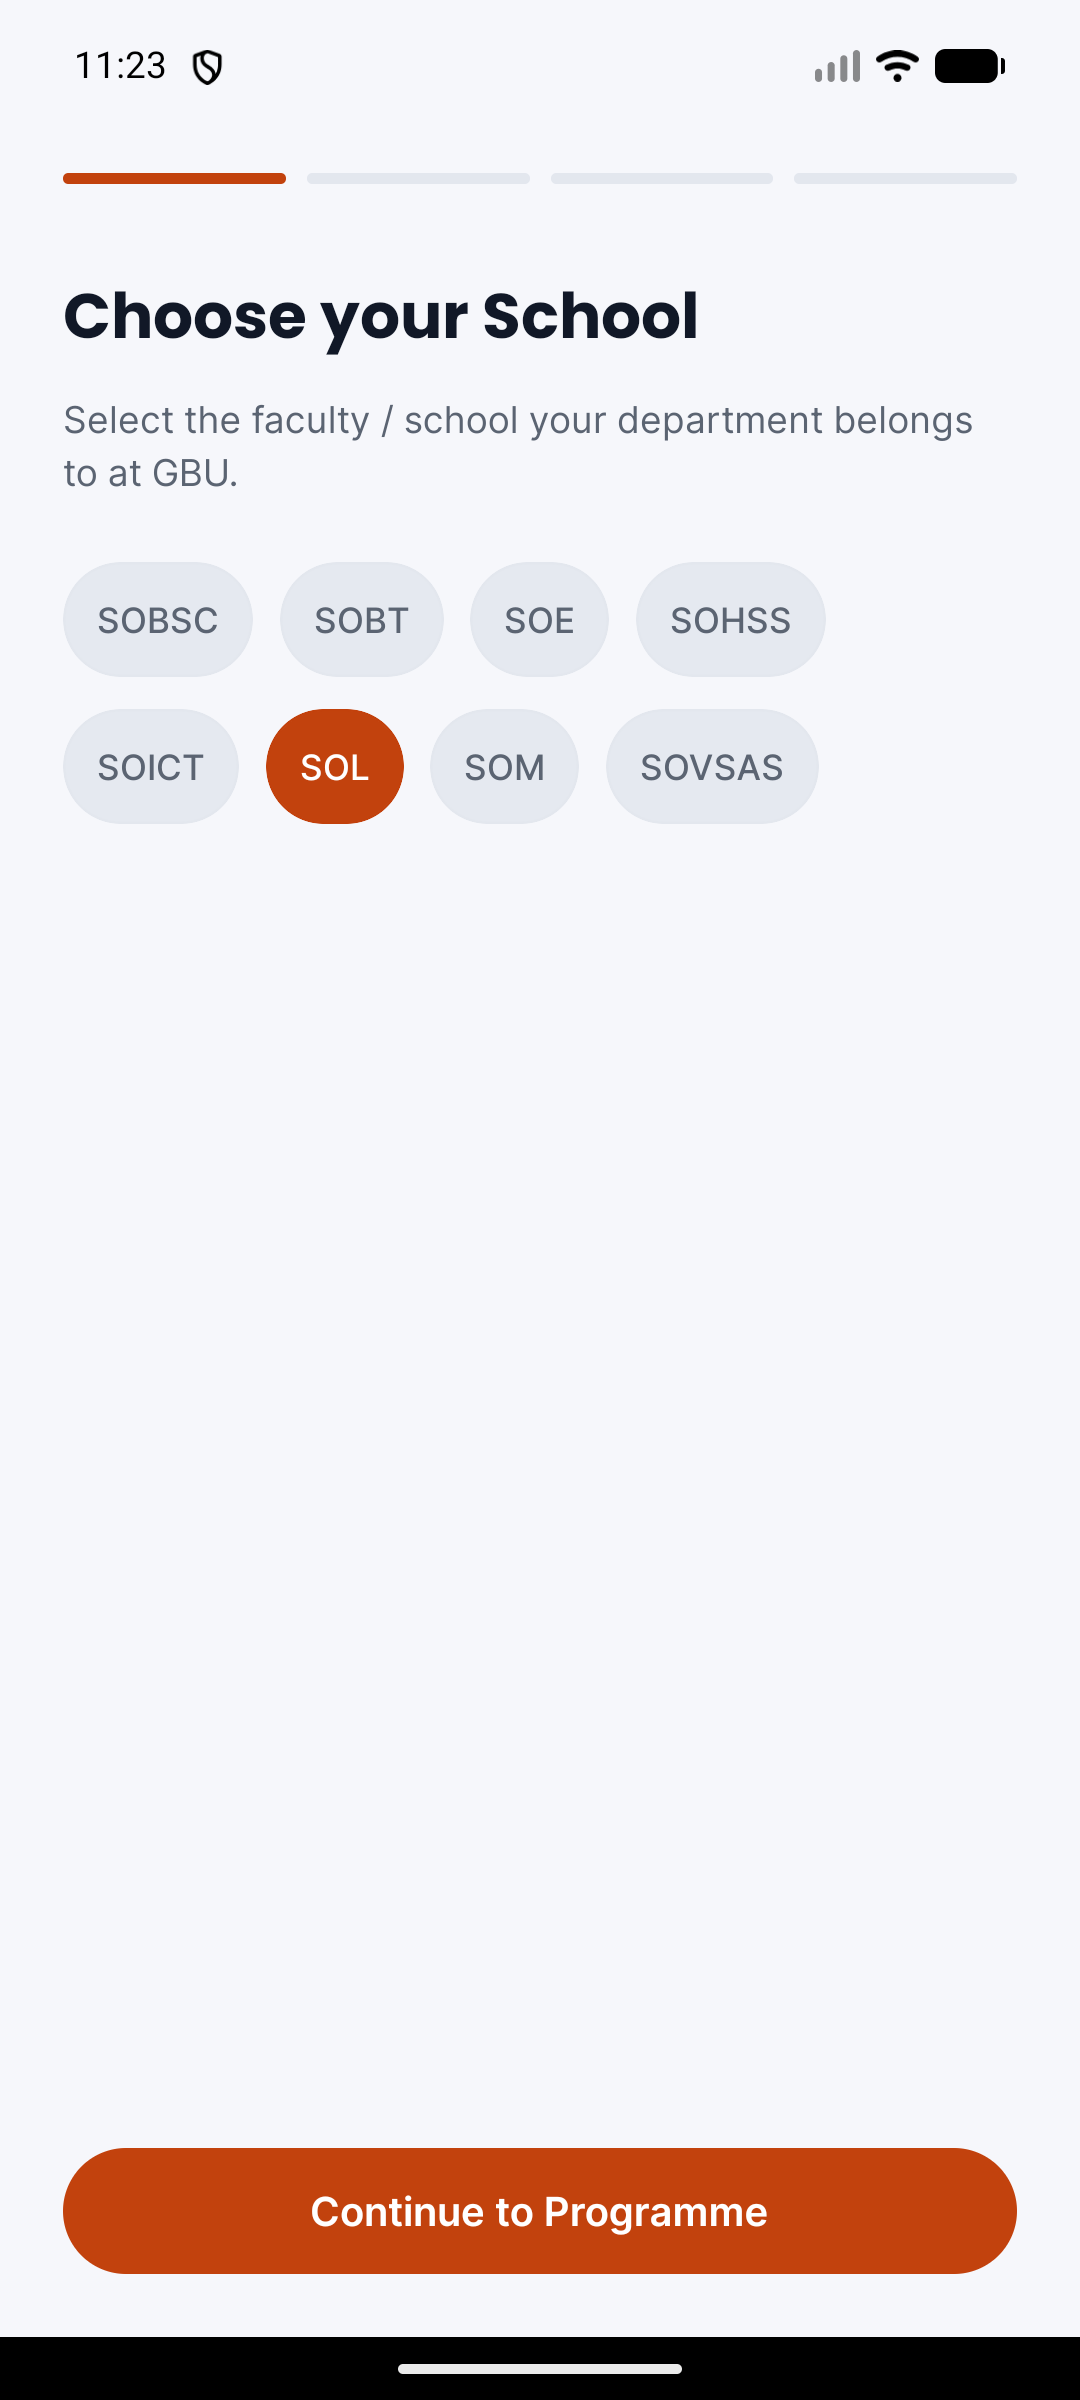 11:23
Choose your School
Select the faculty / school your department belongs
to at GBU.
SOBSC SOBT SOE SOHSS
SOICT SOL SOM SOVSAS
Continue to Programme